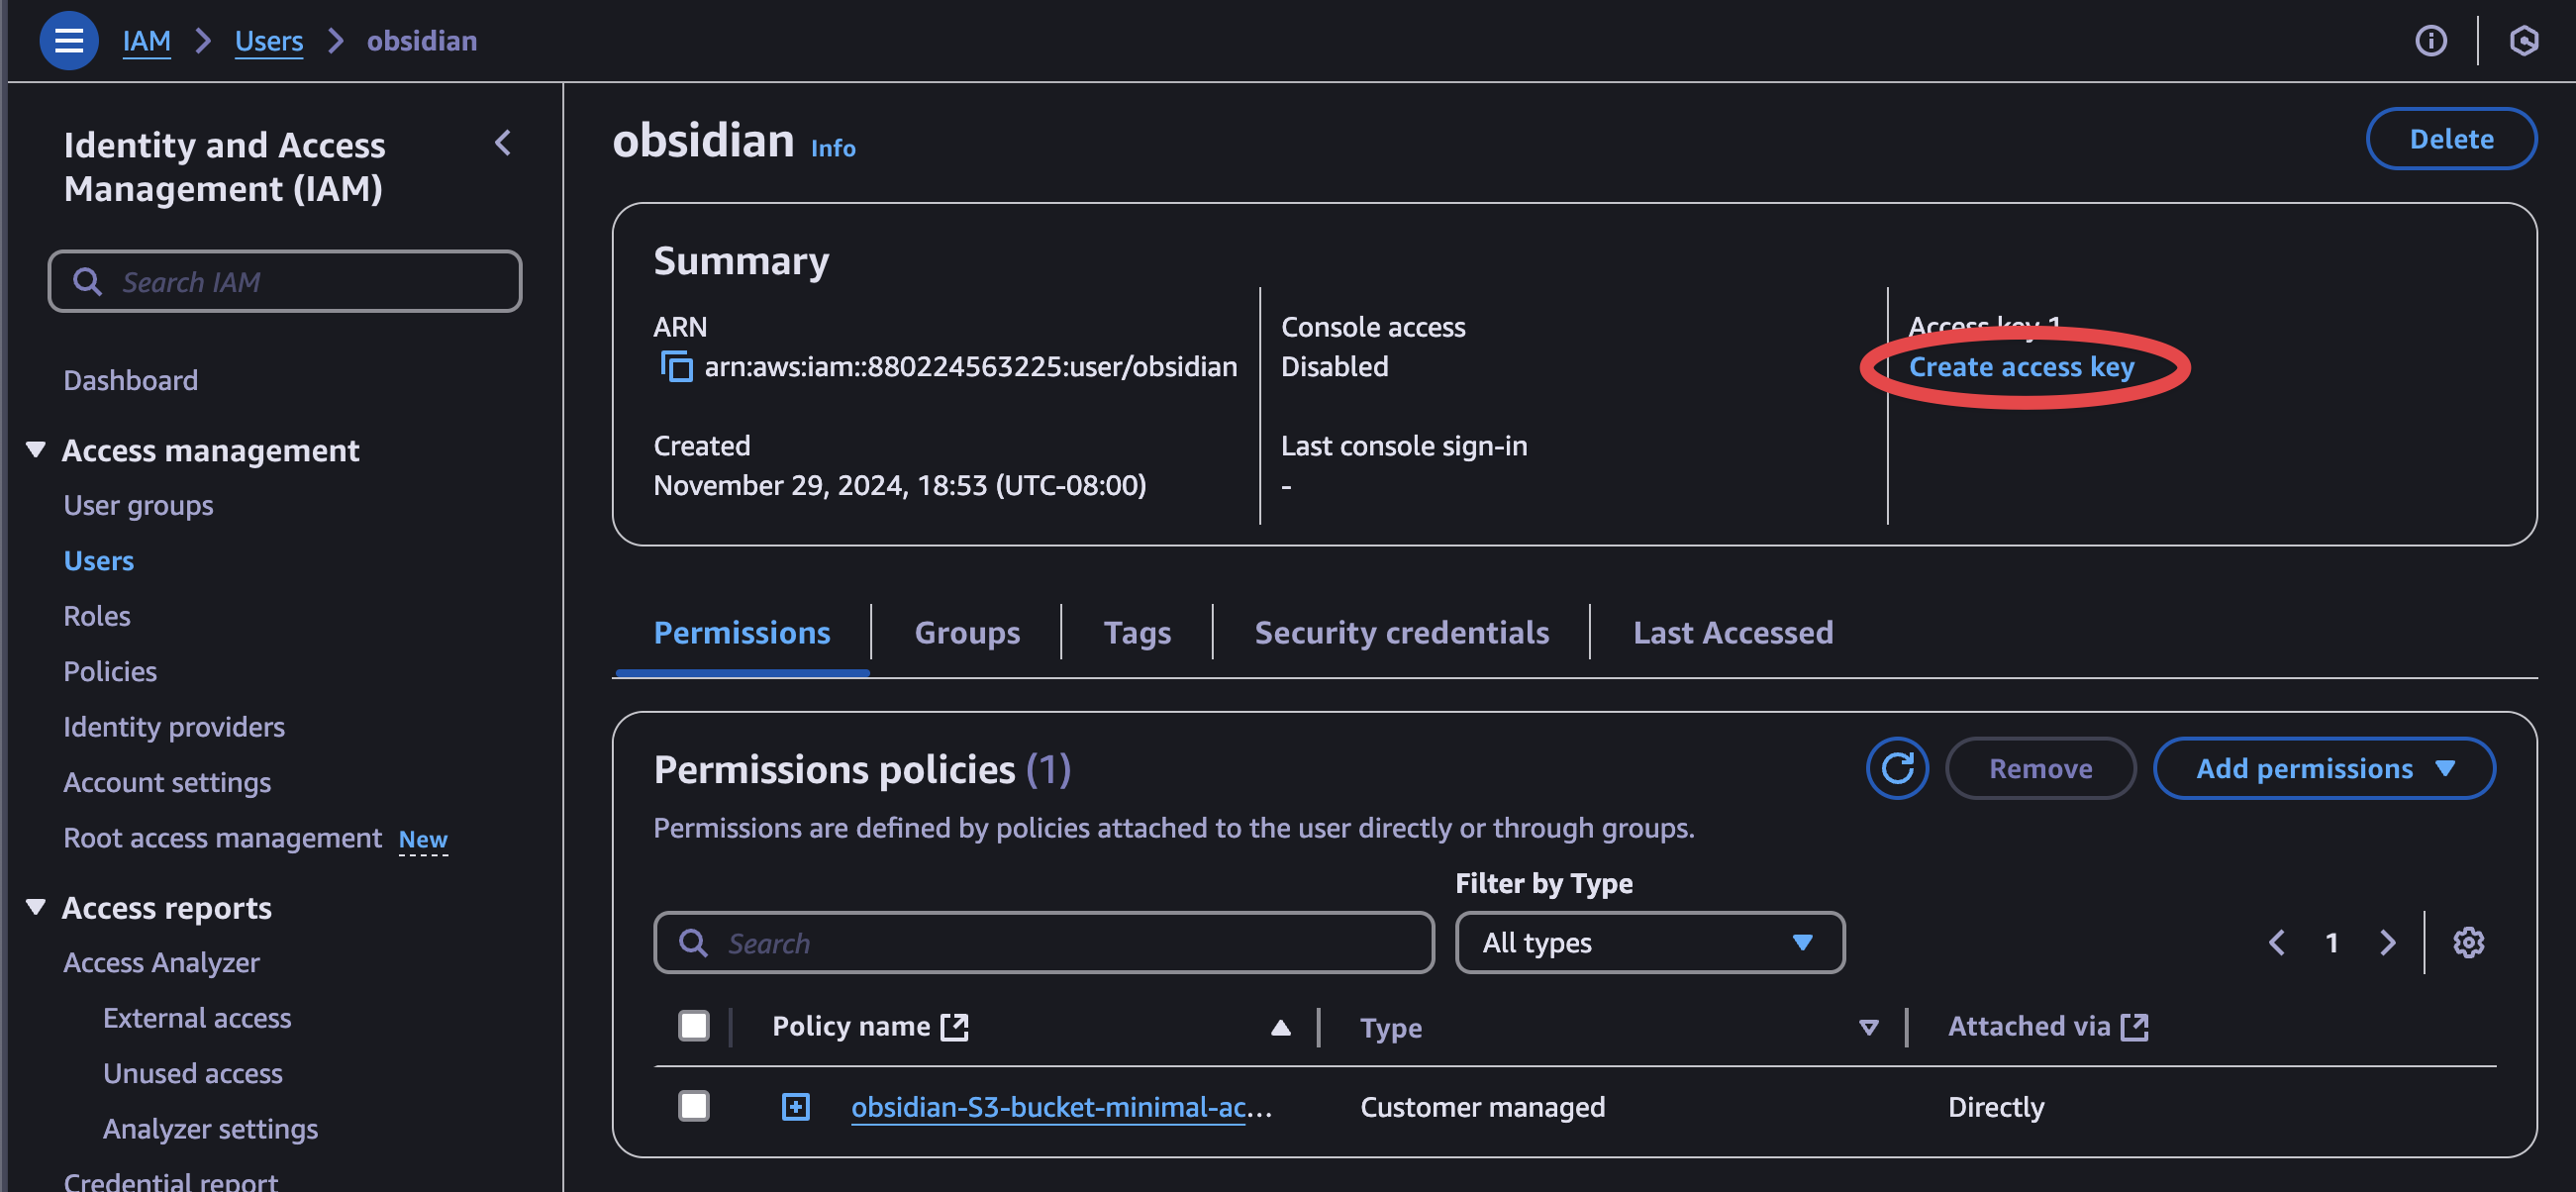 IAM > Users > obsidian
Identity and Access
Management (IAM)
Search IAM
Dashboard
Access management
User groups
Users
Roles
Policies
Identity providers
Account settings
Root access management New
Access reports
Access Analyzer
External access
Unused access
Analyzer settings
Credential report
obsidian Info
Delete
Summary
ARN
arn:aws:iam::880224563225:user/obsidian
Created
November 29, 2024, 18:53 (UTC-08:00)
Console access
Disabled
Last console sign-in
-
Access key 1
Create access key
Permissions
Groups
Tags
Security credentials
Last Accessed
Permissions policies (1)
Remove
Add permissions
Permissions are defined by policies attached to the user directly or through groups.
Filter by Type
Search
All types
1
Policy name
Type
Attached via
obsidian-S3-bucket-minimal-ac...
Customer managed
Directly